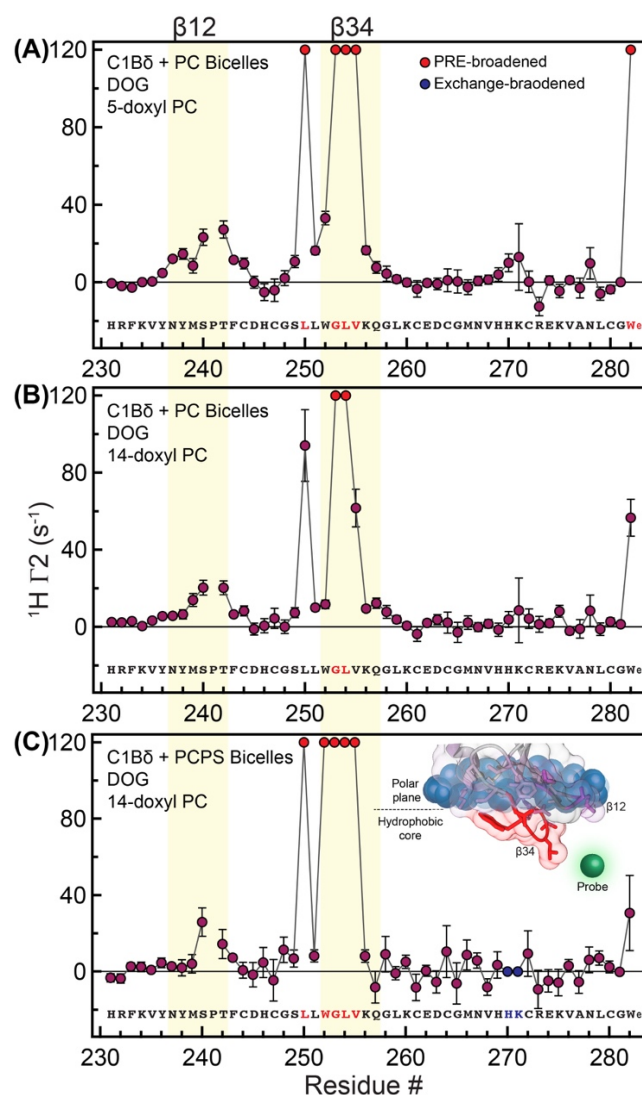 β12 β34
(A)
C1Bδ + PC Bicelles
DOG
5-doxyl PC
PRE-broadened
Exchange-braodened
120
80
40
0
HRFKVYNYMSPTFCDHCGSLLWGLVKQGLKCEDCGMNVHHKCREKVANLCGWe
230 240 250 260 270 280
(B)
C1Bδ + PC Bicelles
DOG
14-doxyl PC
120
80
40
0
¹H Γ2 (s⁻¹)
HRFKVYNYMSPTFCDHCGSLLWGLVKQGLKCEDCGMNVHHKCREKVANLCGWe
230 240 250 260 270 280
(C)
C1Bδ + PCPS Bicelles
DOG
14-doxyl PC
Polar
plane
Hydrophobic
core
β12
β34
Probe
120
80
40
0
HRFKVYNYMSPTFCDHCGSLLWGLVKQGLKCEDCGMNVHHKCREKVANLCGWe
230 240 250 260 270 280
Residue #